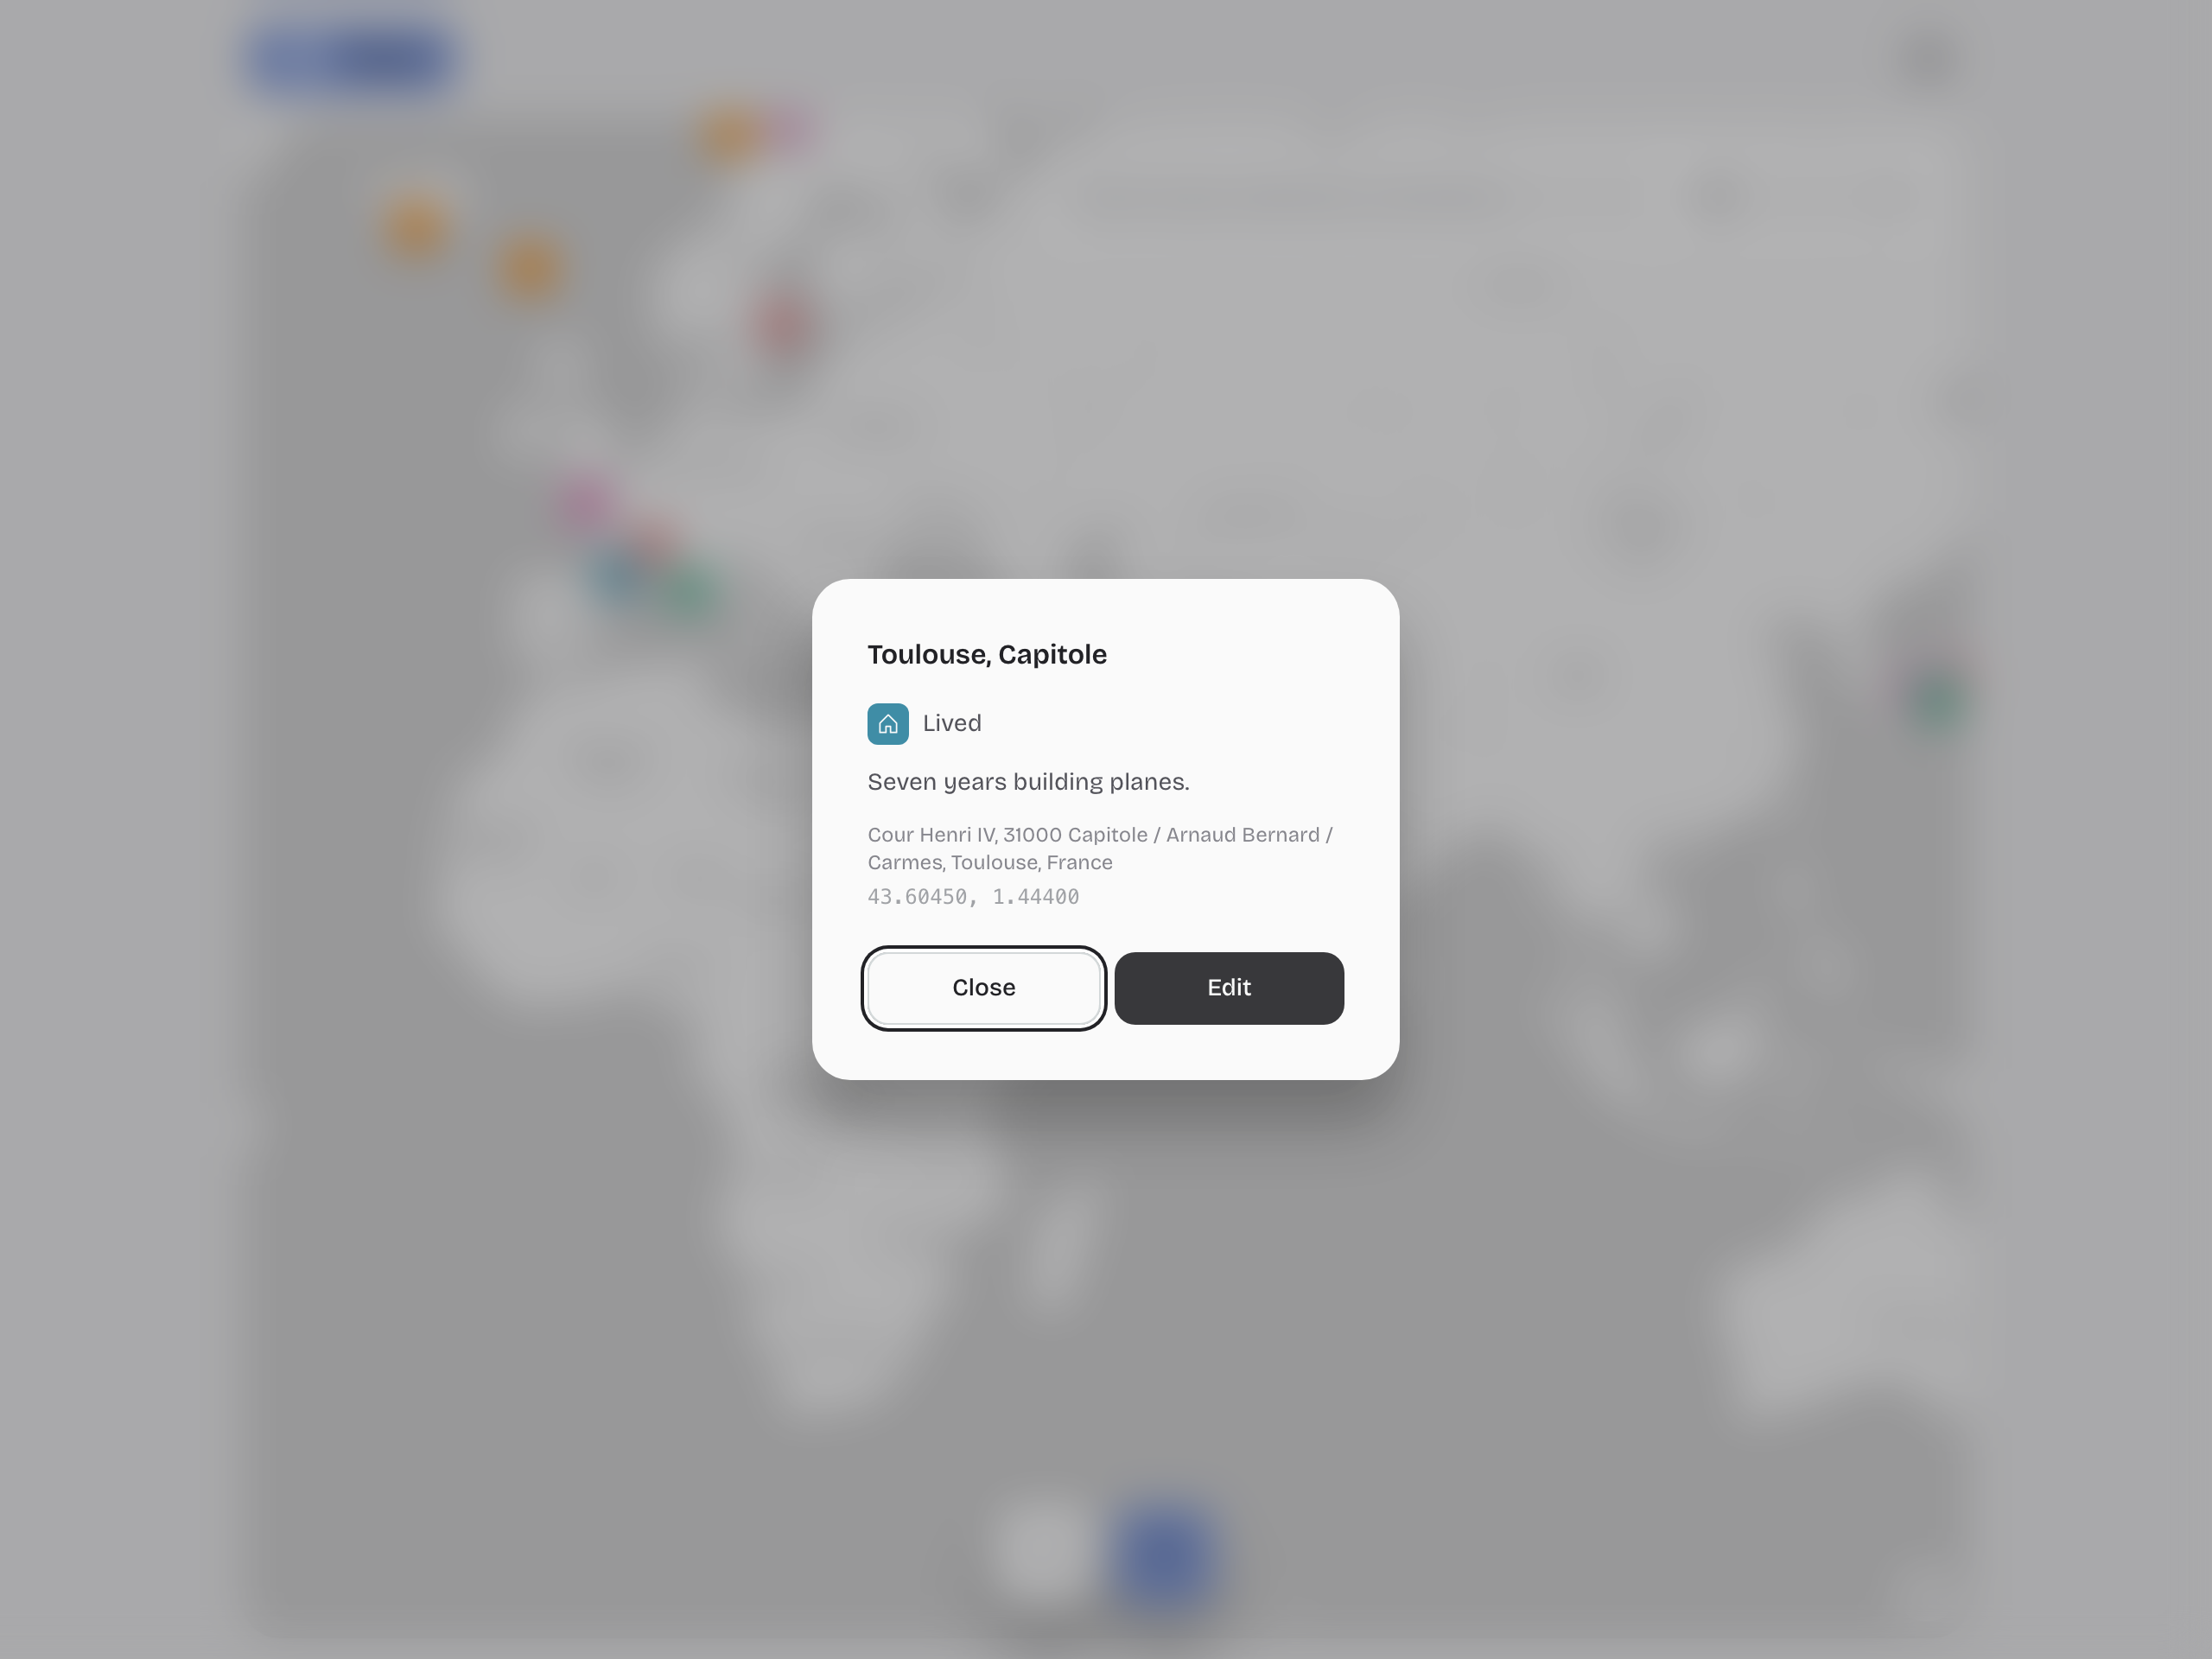 Toulouse, Capitole
Lived
Seven years building planes.
Cour Henri IV, 31000 Capitole / Arnaud Bernard /
Carmes, Toulouse, France
43.60450, 1.44400
Close
Edit